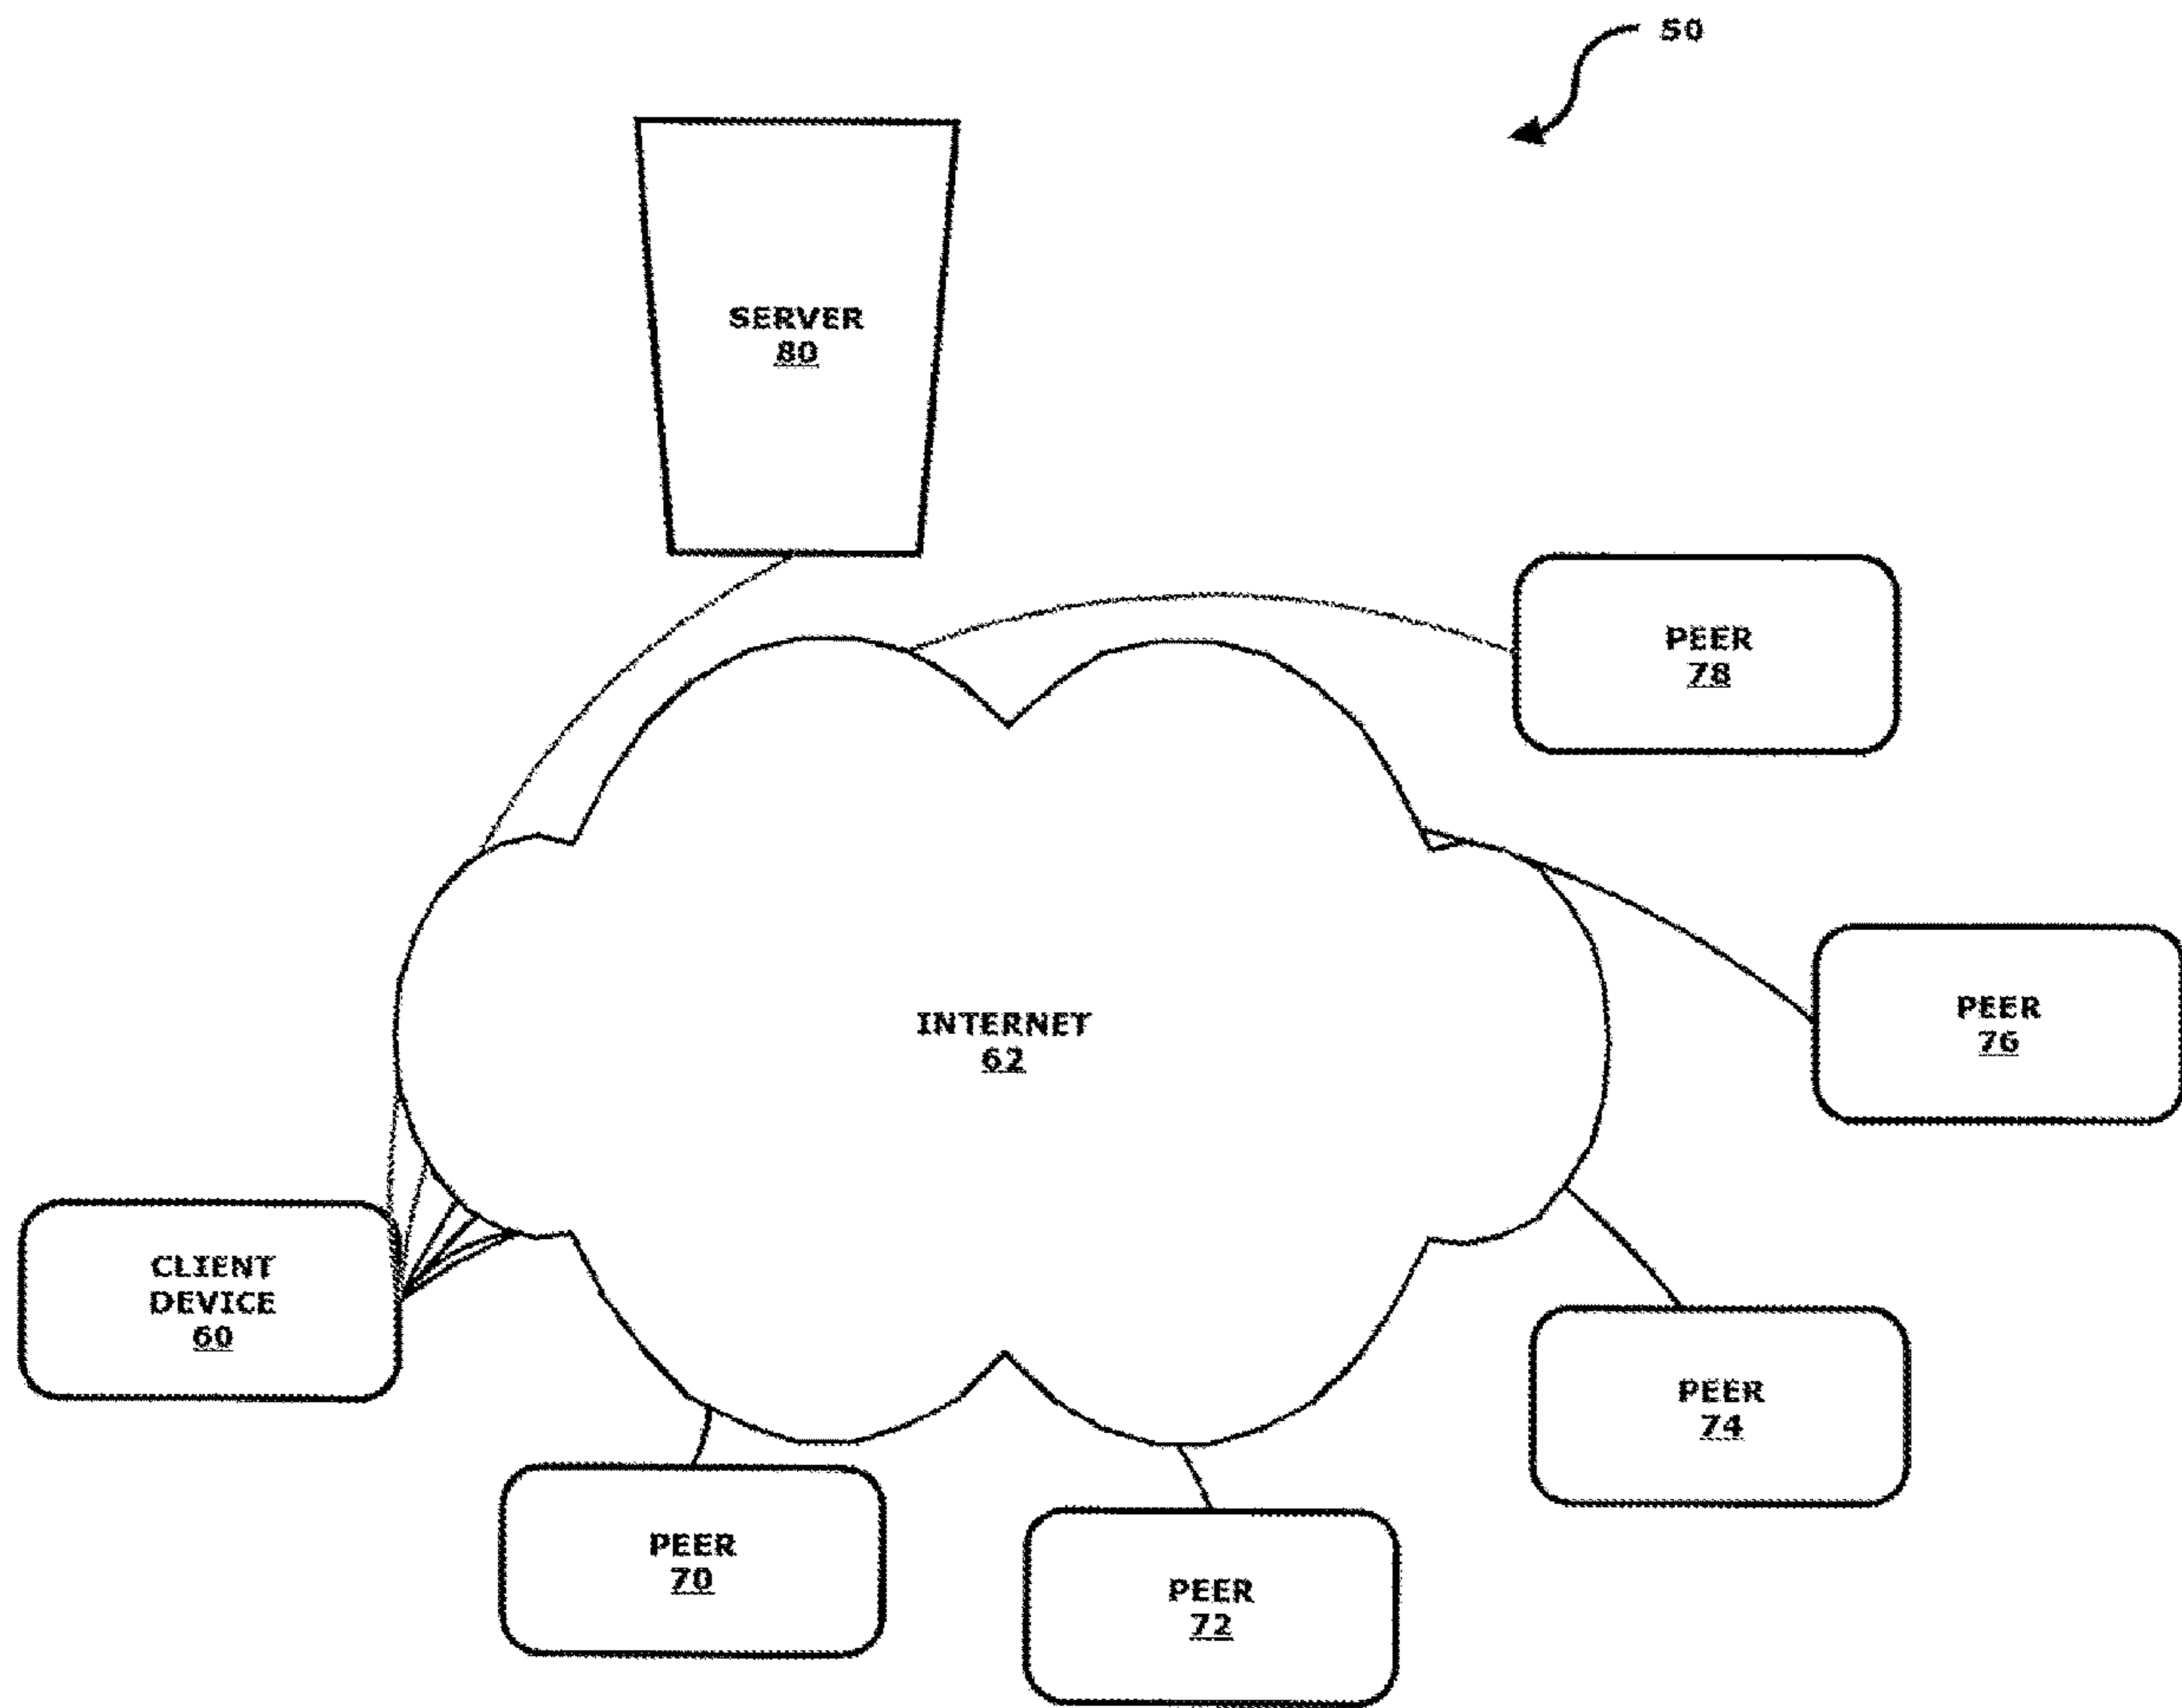 50
SERVER
80
PEER
78
PEER
76
INTERNET
62
CLIENT
DEVICE
60
PEER
74
PEER
70
PEER
72